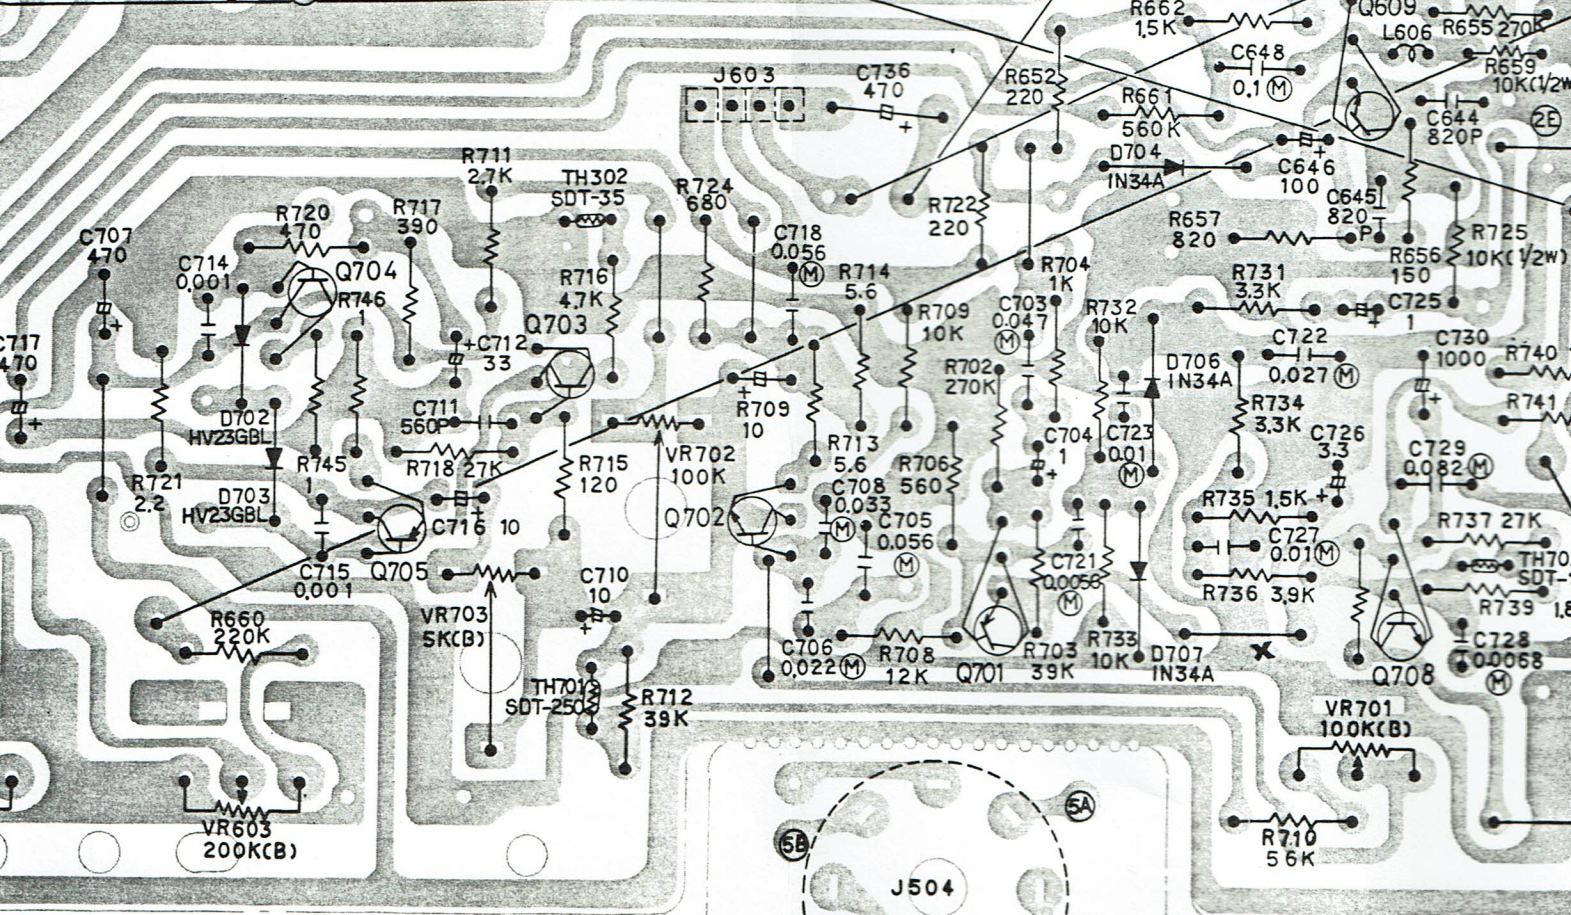 R662
1.5K
Q609
R655 270K
L606
C648
0.1 M
R659
10K(1/2W
J603
C736
470
+
R652
220
R661
560K
C644
820P
2E
D704
1N34A
+
C646
100
R711
2.7K
TH302
SDT-35
R724
680
C645
820
P
R722
220
R657
820
R725
10K(1/2W)
R656
150
R720
470
R717
390
C707
470
+
C718
0.056
M
C714
0.001
Q704
R746
1
R716
4.7K
R714
5.6
R704
1K
R731
3.3K
C725
1
+
R709
10K
C703
0.047
M
R732
10K
Q703
C717
470
+
+
C712
33
C722
0.027 M
C730
1000
+
R740
D706
1N34A
R702
270K
R734
3.3K
R741
C711
560P
R709
10
D702
HV23GBL
R713
5.6
C704
1
+
C723
0.01
M
C726
3.3
+
C729
0.082 M
R745
1
R718 27K
R715
120
VR702
100K
R706
560
R721
2.2
D703
HV23GBL
C708
0.033
M
R735 1.5K
C716 10
+
Q702
C705
0.056
M
C727
0.01 M
R737 27K
TH70
SDT-
C715
0.001
Q705
C721
0.0056
M
C710
10
+
R736 3.9K
R739
1.8
VR703
5K(B)
R660
220K
C706
0.022 M
R708
12K
Q701
R703
39K
R733
10K
D707
1N34A
X
Q708
C728
0.0068
M
TH701
SDT-250
R712
39K
VR701
100K(B)
VR603
200K(B)
5A
5B
R710
56K
J504